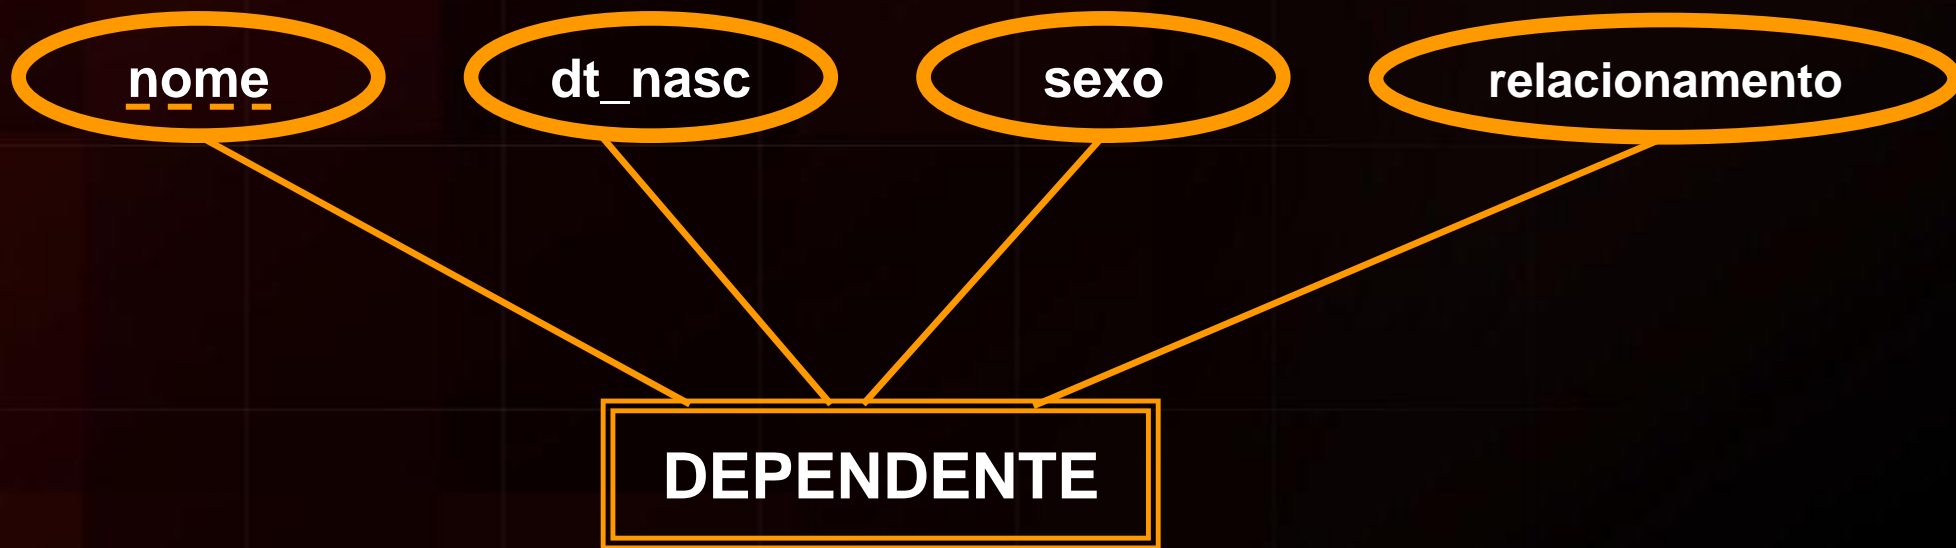 nome
dt_nasc
sexo
relacionamento
DEPENDENTE